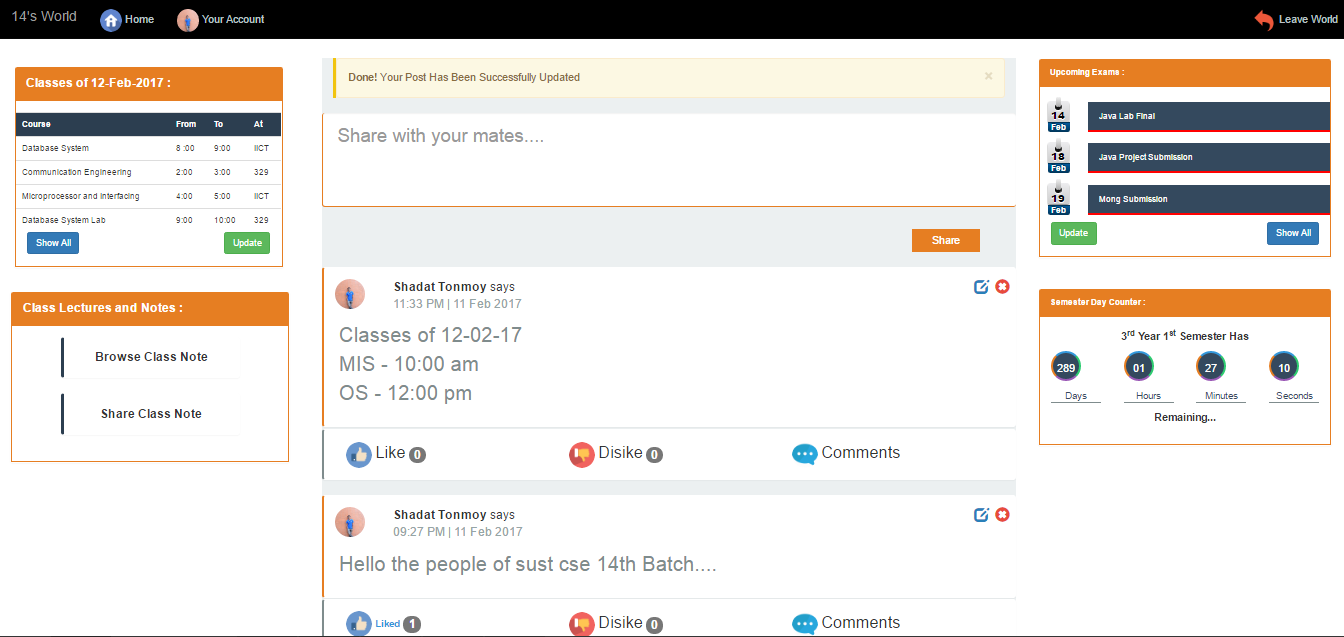 14's World Home Your Account Leave World
Classes of 12-Feb-2017 :
Course From To At
Database System 8 :00 9:00 IICT
Communication Engineering 2:00 3:00 329
Microprocessor and Interfacing 4:00 5:00 IICT
Database System Lab 9:00 10:00 329
Show All Update
Class Lectures and Notes :
Browse Class Note
Share Class Note
Done! Your Post Has Been Successfully Updated ×
Share with your mates....
Share
Shadat Tonmoy says
11:33 PM | 11 Feb 2017
Classes of 12-02-17
MIS - 10:00 am
OS - 12:00 pm
Like 0 Disike 0 Comments
Shadat Tonmoy says
09:27 PM | 11 Feb 2017
Hello the people of sust cse 14th Batch....
Liked 1 Disike 0 Comments
Upcoming Exams :
14 Feb Java Lab Final
18 Feb Java Project Submission
19 Feb Mong Submission
Update Show All
Semester Day Counter :
3rd Year 1st Semester Has
289 01 27 10
Days Hours Minutes Seconds
Remaining...